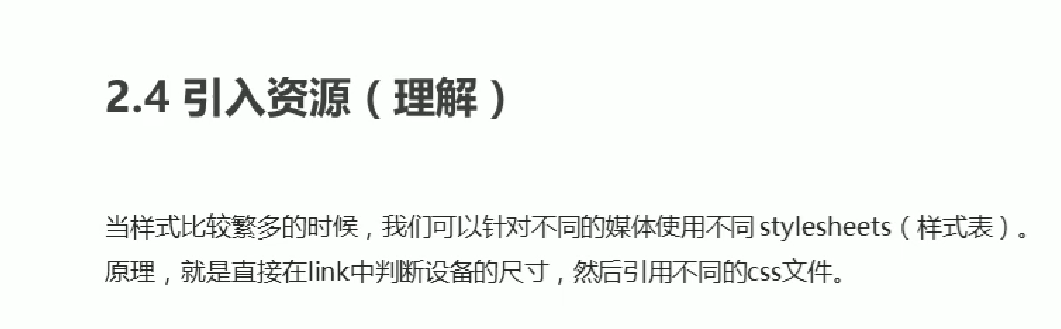 2.4 引入资源（理解）
当样式比较繁多的时候，我们可以针对不同的媒体使用不同 stylesheets（样式表）。
原理，就是直接在link中判断设备的尺寸，然后引用不同的css文件。